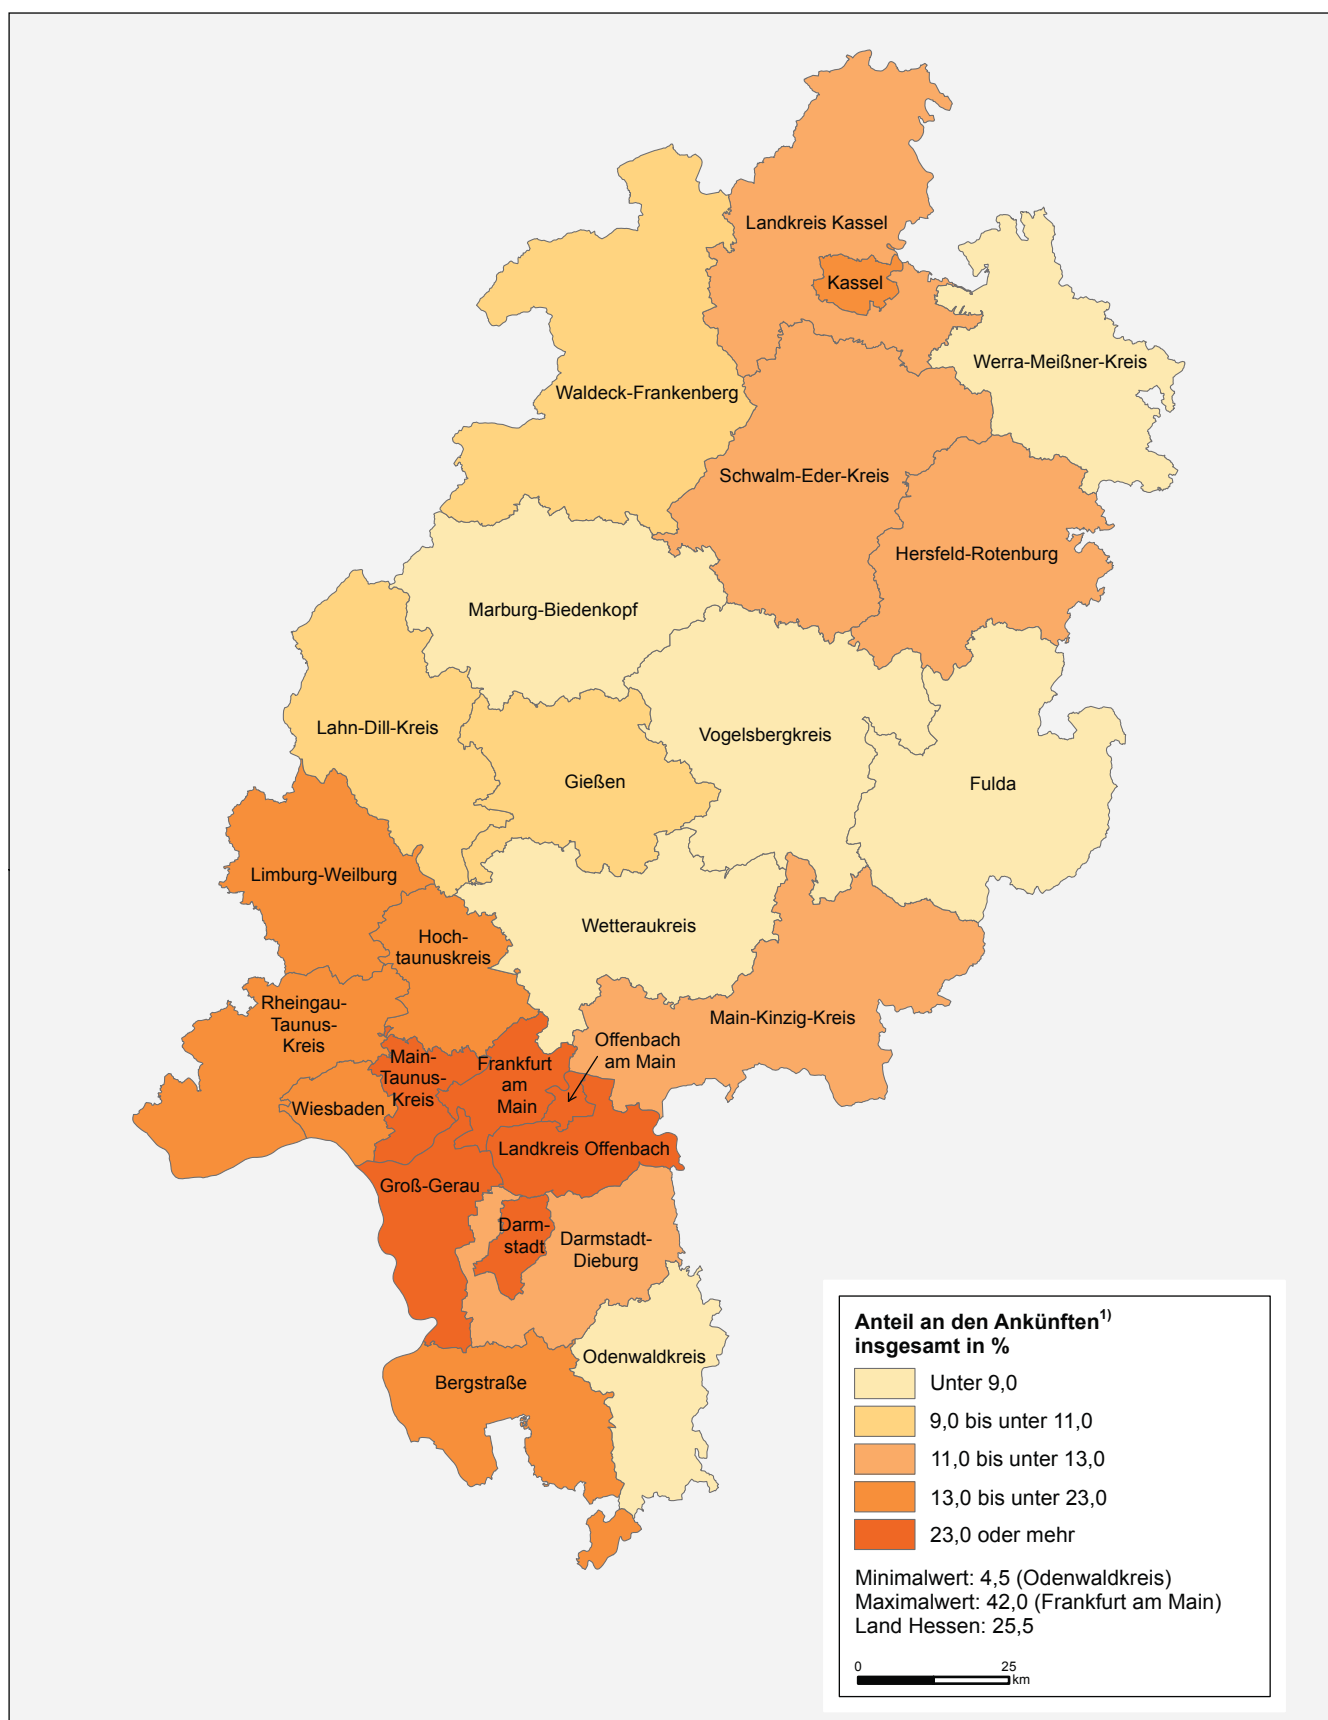 Landkreis Kassel
Kassel
Werra-Meißner-Kreis
Waldeck-Frankenberg
Schwalm-Eder-Kreis
Hersfeld-Rotenburg
Marburg-Biedenkopf
Lahn-Dill-Kreis
Vogelsbergkreis
Gießen
Fulda
Limburg-Weilburg
Wetteraukreis
Hoch-
taunuskreis
Rheingau-
Taunus-
Kreis
Main-Kinzig-Kreis
Offenbach
am Main
Main-
Taunus-
Kreis
Frankfurt
am
Main
Wiesbaden
Landkreis Offenbach
Groß-Gerau
Darm-
stadt
Darmstadt-
Dieburg
Odenwaldkreis
Bergstraße
Anteil an den Ankünften1)
insgesamt in %
Unter 9,0
9,0 bis unter 11,0
11,0 bis unter 13,0
13,0 bis unter 23,0
23,0 oder mehr
Minimalwert: 4,5 (Odenwaldkreis)
Maximalwert: 42,0 (Frankfurt am Main)
Land Hessen: 25,5
0 25
km